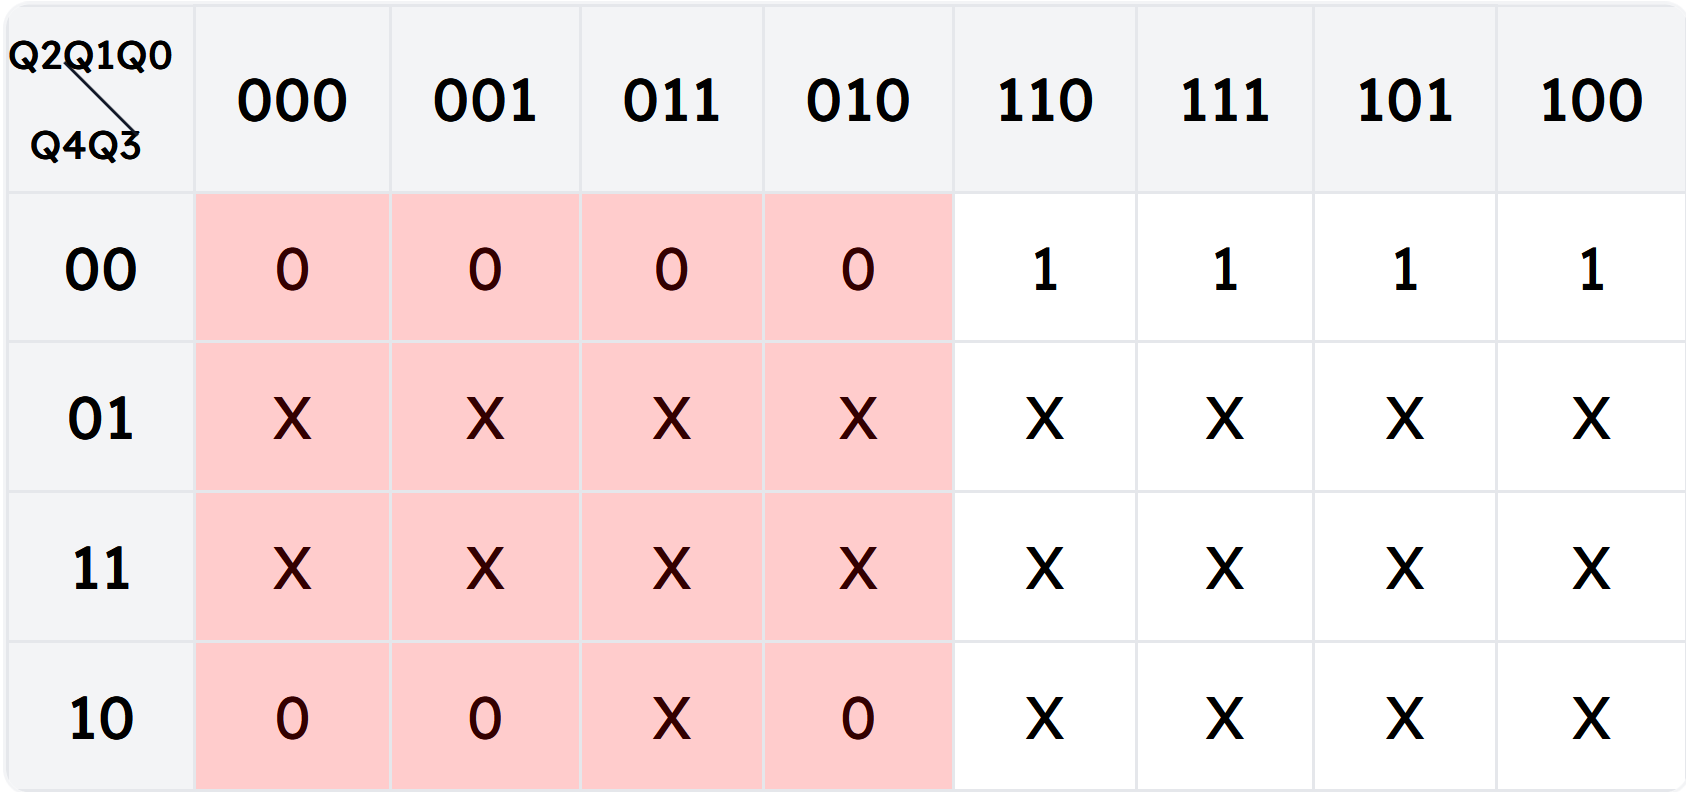 Q2Q1Q0
Q4Q3
000 001 011 010 110 111 101 100
00 0 0 0 0 1 1 1 1
01 X X X X X X X X
11 X X X X X X X X
10 0 0 X 0 X X X X